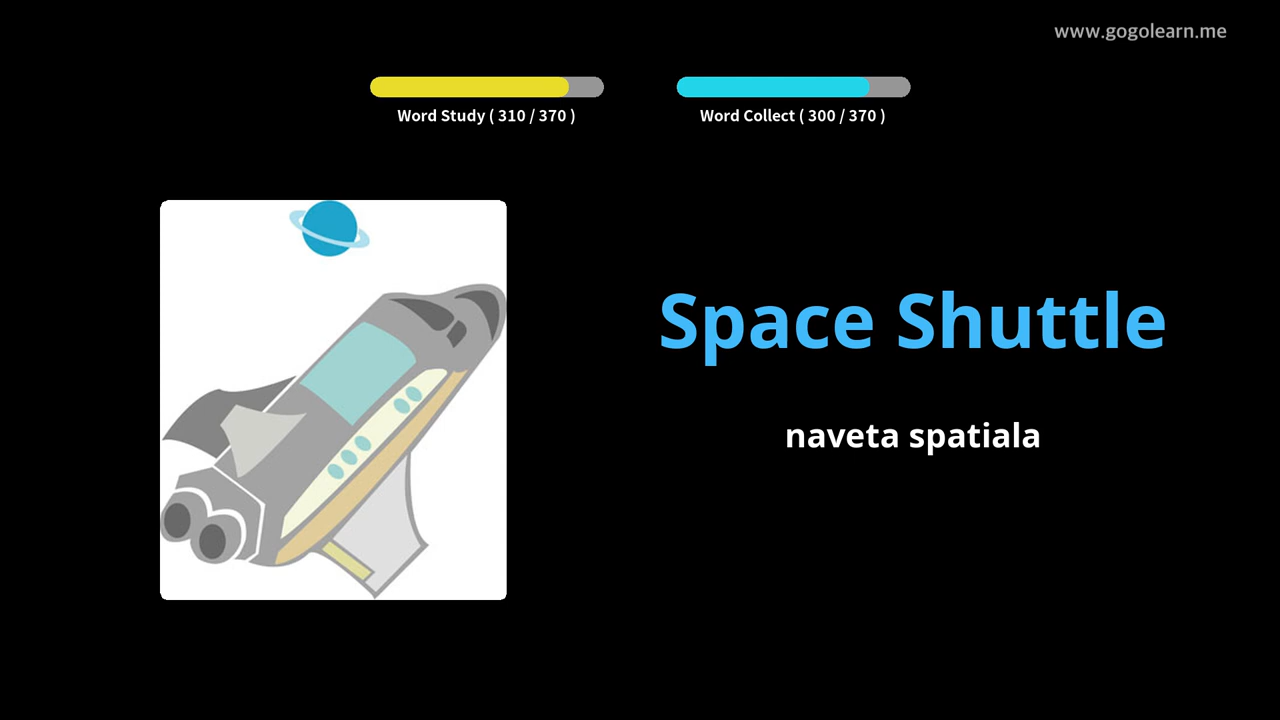 www.gogolearn.me
Word Study ( 310 / 370 )
Word Collect ( 300 / 370 )
Space Shuttle
naveta spatiala